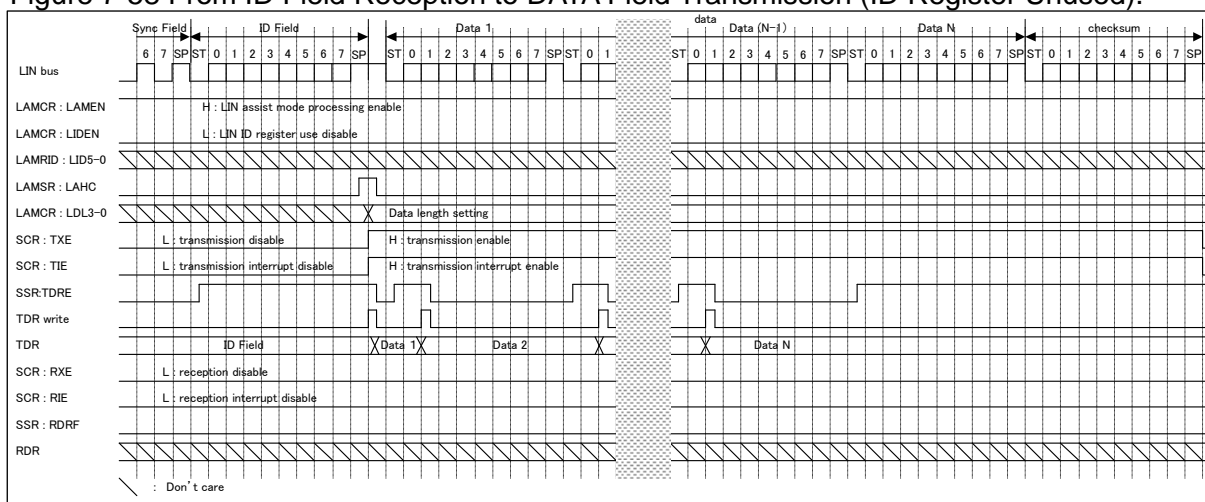 Figure 7-38 From ID Field Reception to DATA Field Transmission (ID Register Unused).
Sync Field ID Field Data 1 data Data (N-1) Data N checksum
6 7 SP ST 0 1 2 3 4 5 6 7 SP ST 0 1 2 3 4 5 6 7 SP ST 0 1 ST 0 1 2 3 4 5 6 7 SP ST 0 1 2 3 4 5 6 7 SP ST 0 1 2 3 4 5 6 7 SP
LIN bus
LAMCR : LAMEN H : LIN assist mode processing enable
LAMCR : LIDEN L : LIN ID register use disable
LAMRID : LID5-0
LAMSR : LAHC
LAMCR : LDL3-0 Data length setting
SCR : TXE L : transmission disable H : transmission enable
SCR : TIE L : transmission interrupt disable H : transmission interrupt enable
SSR:TDRE
TDR write
TDR ID Field Data 1 Data 2 Data N
SCR : RXE L : reception disable
SCR : RIE L : reception interrupt disable
SSR : RDRF
RDR
: Don't care